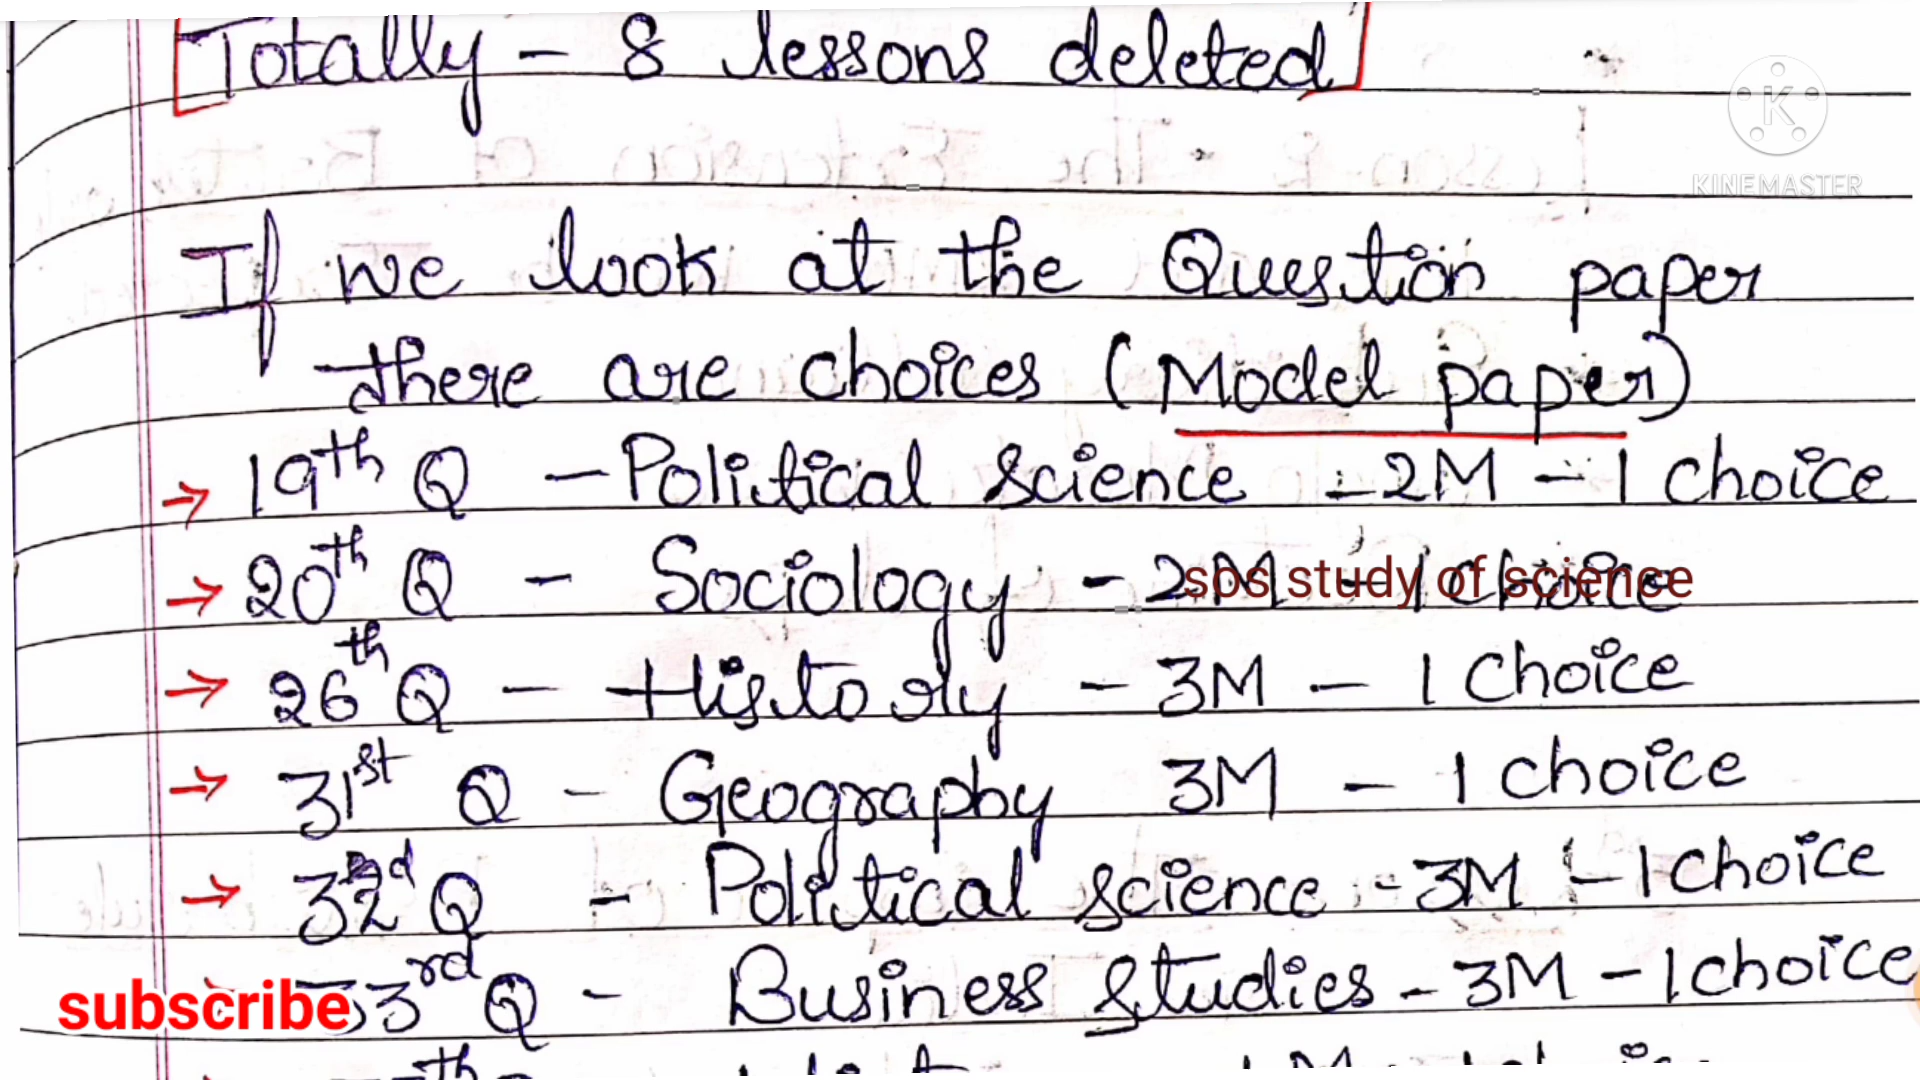 Totally - 8 lessons deleted
KINEMASTER
If we look at the Question paper
there are choices (Model paper)
→ 19th Q - Political science - 2M - 1 choice
→ 20th Q - Sociology - 2M - 1 choice
sos study of science
→ 26th Q - History - 3M - 1 choice
→ 31st Q - Geography 3M - 1 choice
→ 32nd Q - Political science - 3M - 1 choice
33rd Q - Business studies - 3M - 1 choice
subscribe